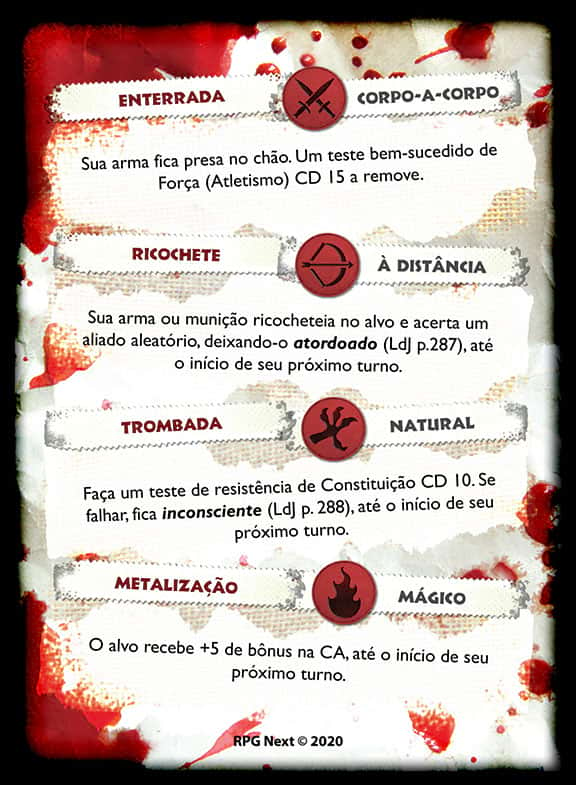 ENTERRADA CORPO-A-CORPO
Sua arma fica presa no chão. Um teste bem-sucedido de
Força (Atletismo) CD 15 a remove.
RICOCHETE À DISTÂNCIA
Sua arma ou munição ricocheteia no alvo e acerta um
aliado aleatório, deixando-o atordoado (LdJ p.287), até
o início de seu próximo turno.
TROMBADA NATURAL
Faça um teste de resistência de Constituição CD 10. Se
falhar, fica inconsciente (LdJ p. 288), até o início de seu
próximo turno.
METALIZAÇÃO MÁGICO
O alvo recebe +5 de bônus na CA, até o início de seu
próximo turno.
RPG Next © 2020